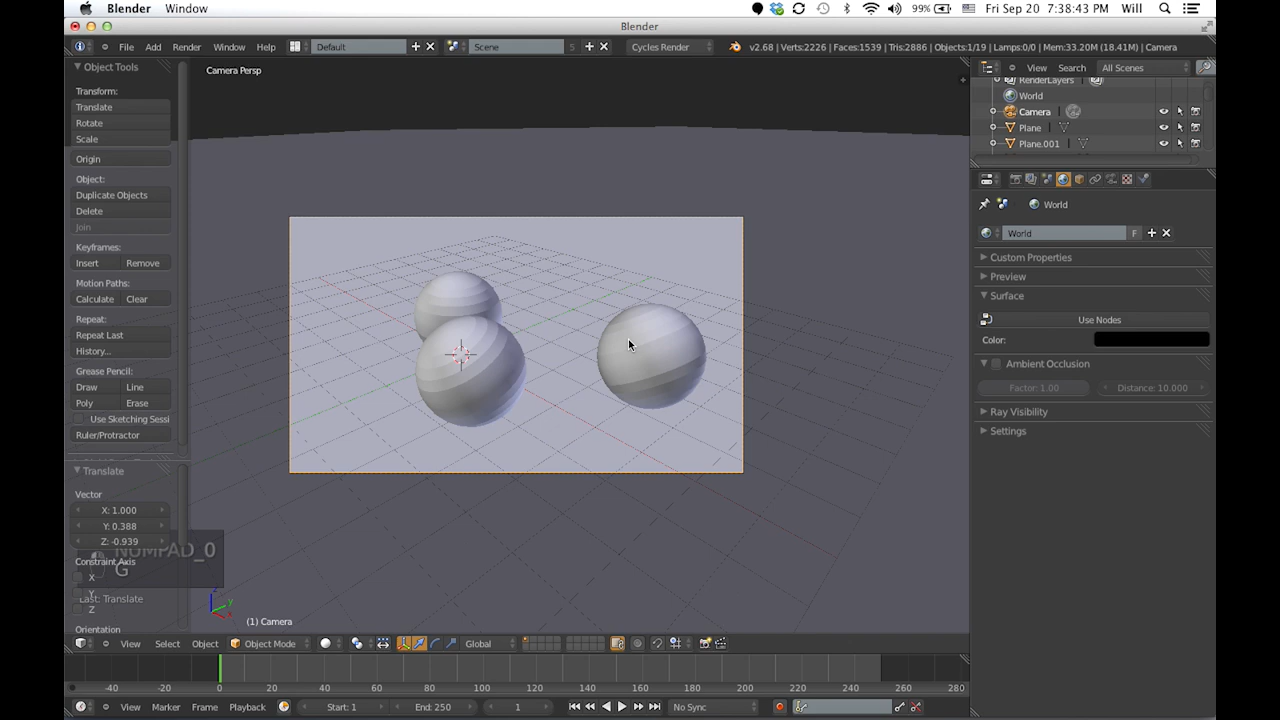 Blender Window 99% Fri Sep 20 7:38:43 PM Will
Blender
File Add Render Window Help Default Scene 5 Cycles Render v2.68 | Verts:2226 | Faces:1539 | Tris:2886 | Objects:1/19 | Lamps:0/0 | Mem:33.20M (18.41M) | Camera
Object Tools
Transform:
Translate
Rotate
Scale
Origin
Object:
Duplicate Objects
Delete
Join
Keyframes:
Insert Remove
Motion Paths:
Calculate Clear
Repeat:
Repeat Last
History...
Grease Pencil:
Draw Line
Poly Erase
Use Sketching Sessi
Ruler/Protractor
Translate
Vector
X: 1.000
Y: 0.388
Z: -0.939
Constraint Axis
X
Y
Z
Orientation
NUMPAD_0
G
Last: Translate
Camera Persp
z
y
x
(1) Camera
View Search All Scenes
RenderLayers
World
Camera
Plane
Plane.001
World
World F
Custom Properties
Preview
Surface
Use Nodes
Color:
Ambient Occlusion
Factor: 1.00 Distance: 10.000
Ray Visibility
Settings
View Select Object Object Mode Global
-40 -20 0 20 40 60 80 100 120 140 160 180 200 220 240 260 280
View Marker Frame Playback Start: 1 End: 250 1 No Sync